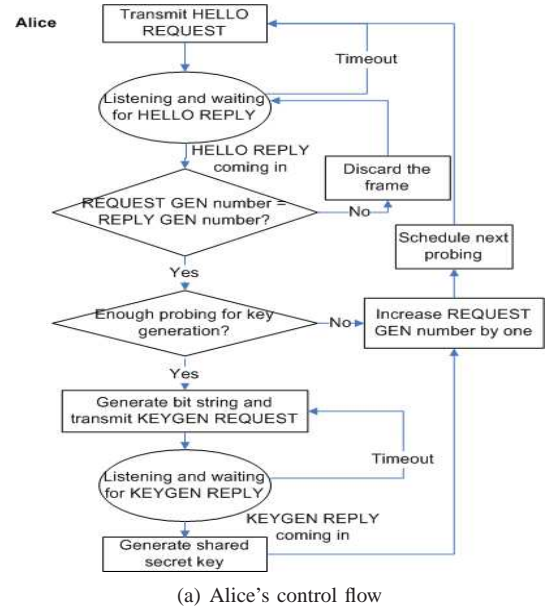 Alice
Transmit HELLO
REQUEST
Timeout
Listening and waiting
for HELLO REPLY
HELLO REPLY
coming in
Discard the
frame
REQUEST GEN number =
REPLY GEN number?
No
Schedule next
probing
Yes
Enough probing for key
generation?
No
Increase REQUEST
GEN number by one
Yes
Generate bit string and
transmit KEYGEN REQUEST
Timeout
Listening and waiting
for KEYGEN REPLY
KEYGEN REPLY
coming in
Generate shared
secret key
(a) Alice's control flow